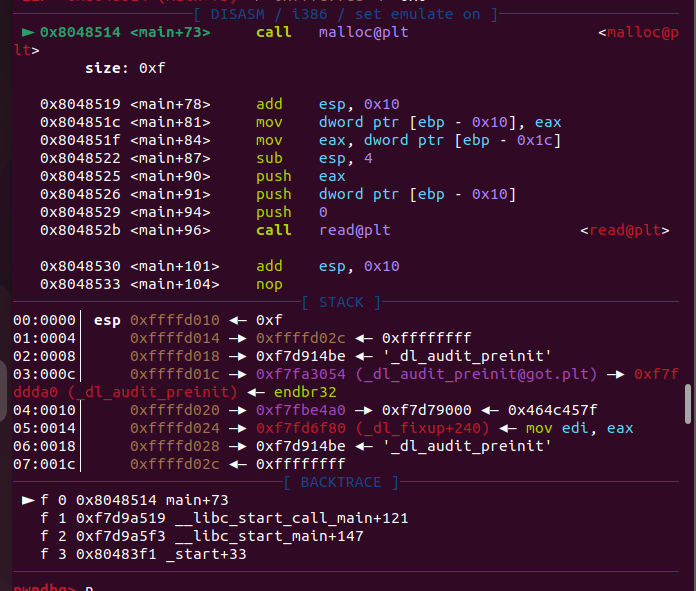 [ DISASM / i386 / set emulate on ]
► 0x8048514 <main+73> call malloc@plt <malloc@p
lt>
size: 0xf
0x8048519 <main+78> add esp, 0x10
0x804851c <main+81> mov dword ptr [ebp - 0x10], eax
0x804851f <main+84> mov eax, dword ptr [ebp - 0x1c]
0x8048522 <main+87> sub esp, 4
0x8048525 <main+90> push eax
0x8048526 <main+91> push dword ptr [ebp - 0x10]
0x8048529 <main+94> push 0
0x804852b <main+96> call read@plt <read@plt>
0x8048530 <main+101> add esp, 0x10
0x8048533 <main+104> nop
[ STACK ]
00:0000│ esp 0xffffd010 ◄— 0xf
01:0004│ 0xffffd014 —► 0xffffd02c ◄— 0xffffffff
02:0008│ 0xffffd018 —► 0xf7d914be ◄— '_dl_audit_preinit'
03:000c│ 0xffffd01c —► 0xf7fa3054 (_dl_audit_preinit@got.plt) —► 0xf7f
ddda0 (_dl_audit_preinit) ◄— endbr32
04:0010│ 0xffffd020 —► 0xf7fbe4a0 —► 0xf7d79000 ◄— 0x464c457f
05:0014│ 0xffffd024 —► 0xf7fd6f80 (_dl_fixup+240) ◄— mov edi, eax
06:0018│ 0xffffd028 —► 0xf7d914be ◄— '_dl_audit_preinit'
07:001c│ 0xffffd02c ◄— 0xffffffff
[ BACKTRACE ]
► f 0 0x8048514 main+73
f 1 0xf7d9a519 __libc_start_call_main+121
f 2 0xf7d9a5f3 __libc_start_main+147
f 3 0x80483f1 _start+33
pwndbg> n